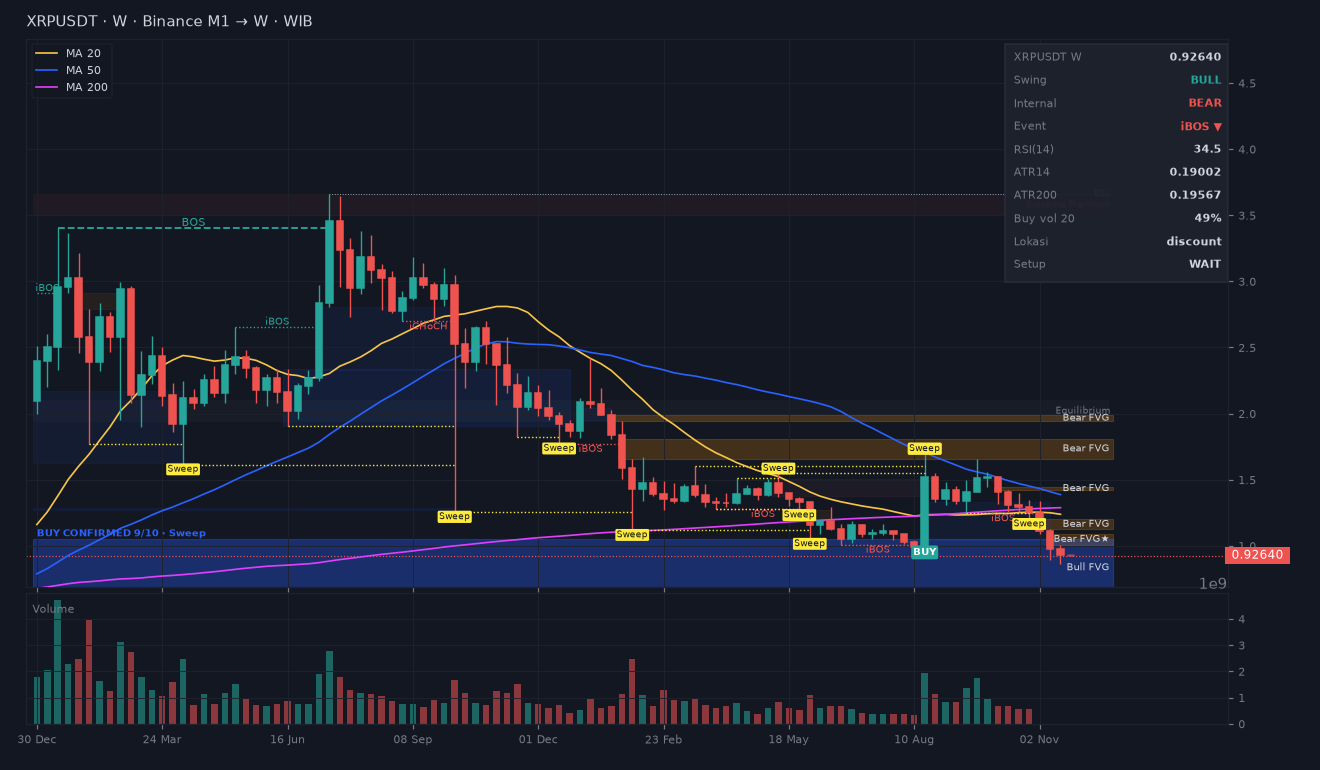 XRPUSDT · W · Binance M1 → W · WIB
MA 20
MA 50
MA 200
XRPUSDT W 0.92640
Swing BULL
Internal BEAR
Event iBOS ▼
RSI(14) 34.5
ATR14 0.19002
ATR200 0.19567
Buy vol 20 49%
Lokasi discount
Setup WAIT
4.5
4.0
3.5
3.0
2.5
2.0
1.5
1.0
0.92640
BOS
iBOS
iBOS
iCHoCH
Equilibrium
Bear FVG
Bear FVG
Bear FVG
Bear FVG
Bear FVG★
Bull FVG
Sweep
Sweep
Sweep
iBOS
Sweep
Sweep
iBOS
Sweep
Sweep
iBOS
Sweep
BUY
iBOS
Sweep
BUY CONFIRMED 9/10 · Sweep
1e9
Volume
4
3
2
1
0
30 Dec
24 Mar
16 Jun
08 Sep
01 Dec
23 Feb
18 May
10 Aug
02 Nov